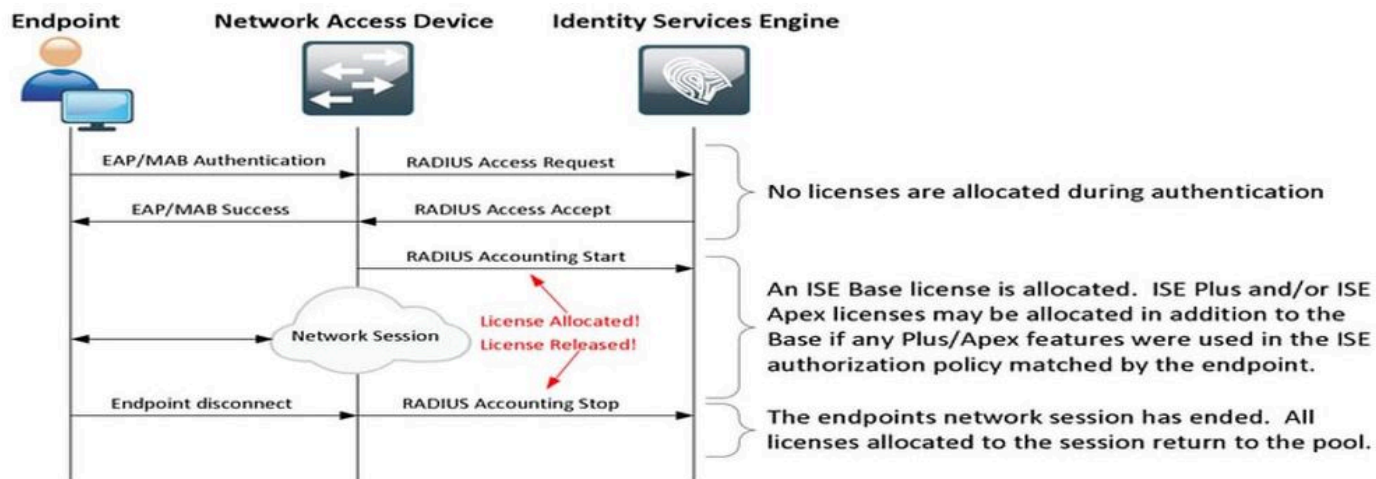 Endpoint
Network Access Device
Identity Services Engine
EAP/MAB Authentication
RADIUS Access Request
No licenses are allocated during authentication
EAP/MAB Success
RADIUS Access Accept
RADIUS Accounting Start
An ISE Base license is allocated. ISE Plus and/or ISE
Apex licenses may be allocated in addition to the
Base if any Plus/Apex features were used in the ISE
authorization policy matched by the endpoint.
Network Session
License Allocated!
License Released!
Endpoint disconnect
RADIUS Accounting Stop
The endpoints network session has ended. All
licenses allocated to the session return to the pool.